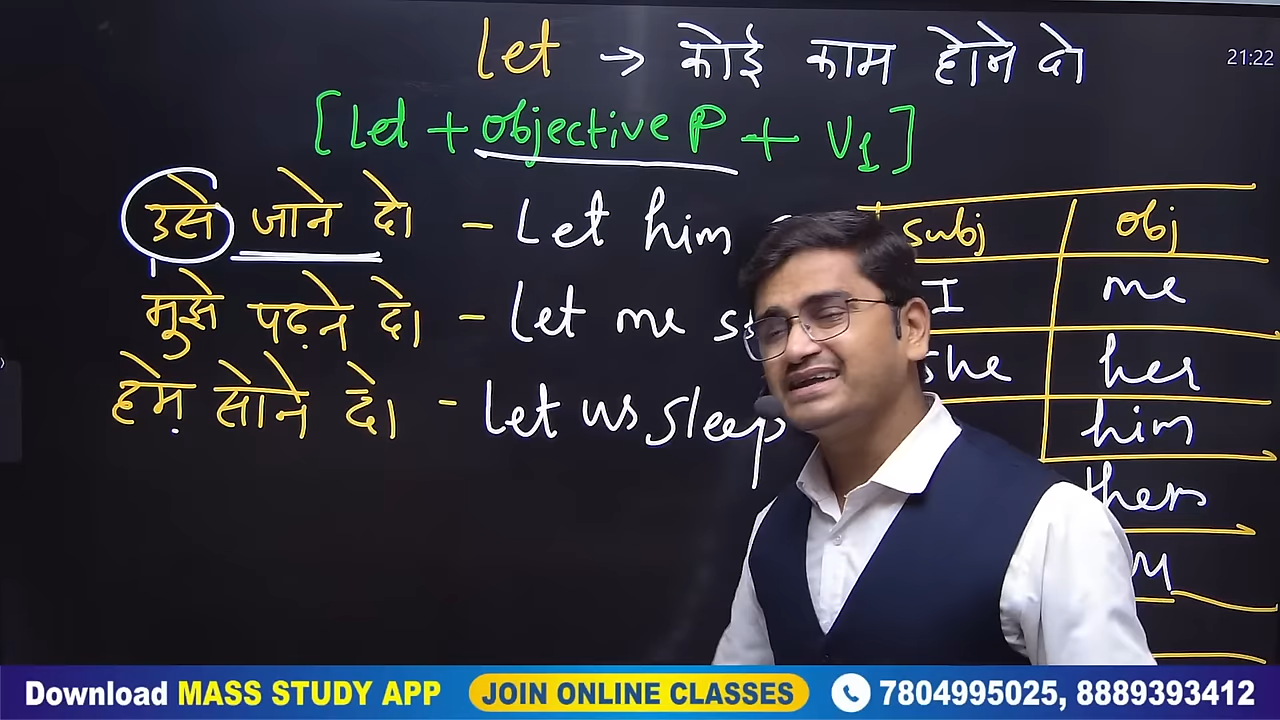 let → कोई काम होने दो
21:22
[let + objective P + V1]
उसे जाने दे। - Let him
मुझे पढ़ने दे। - let me
हमे सोने दे। - let us sleep
subj obj
I me
she her
him
them
Download MASS STUDY APP JOIN ONLINE CLASSES 7804995025, 8889393412